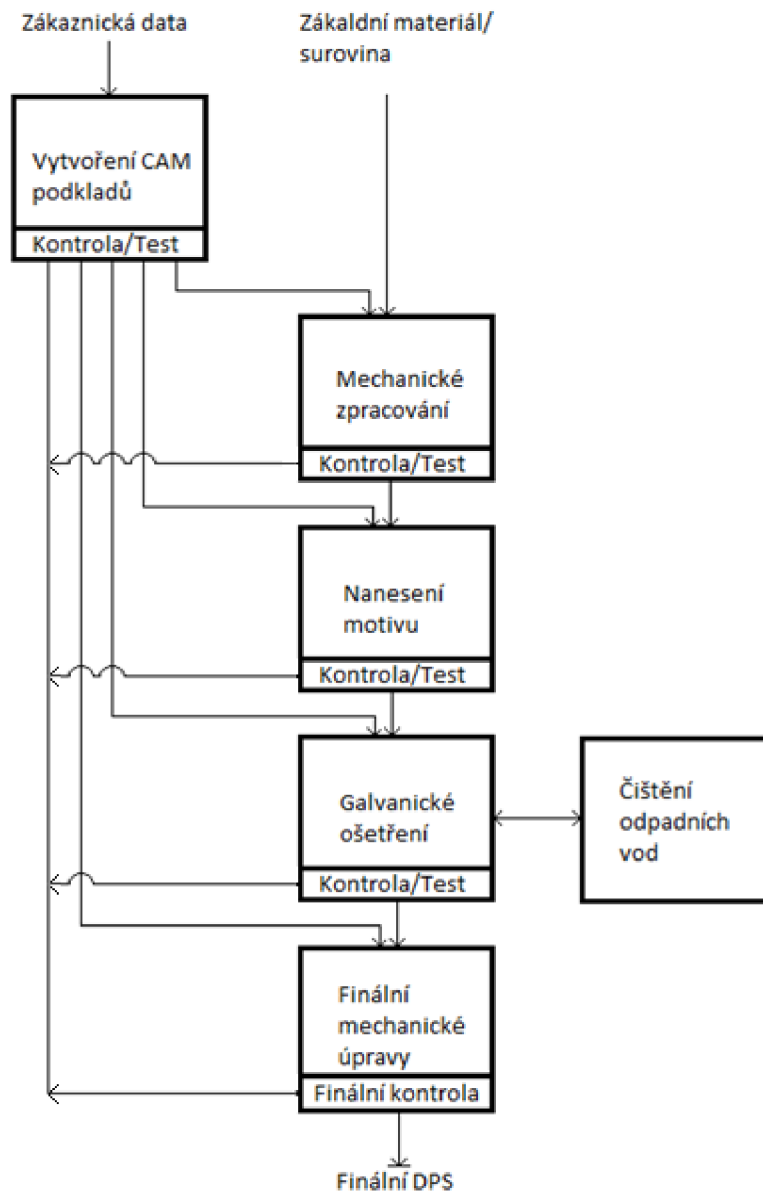 Zákaznická data
Zákaldní materiál/
surovina
Vytvoření CAM
podkladů
Kontrola/Test
Mechanické
zpracování
Kontrola/Test
Nanesení
motivu
Kontrola/Test
Galvanické
ošetření
Kontrola/Test
Čištění
odpadních
vod
Finální
mechanické
úpravy
Finální kontrola
Finální DPS